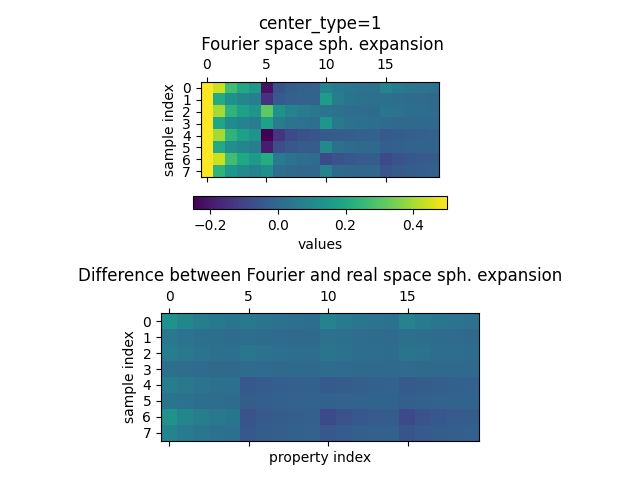 center_type=1
Fourier space sph. expansion
0 5 10 15
sample index
0
1
2
3
4
5
6
7
−0.2 0.0 0.2 0.4
values
Difference between Fourier and real space sph. expansion
0 5 10 15
sample index
0
1
2
3
4
5
6
7
property index